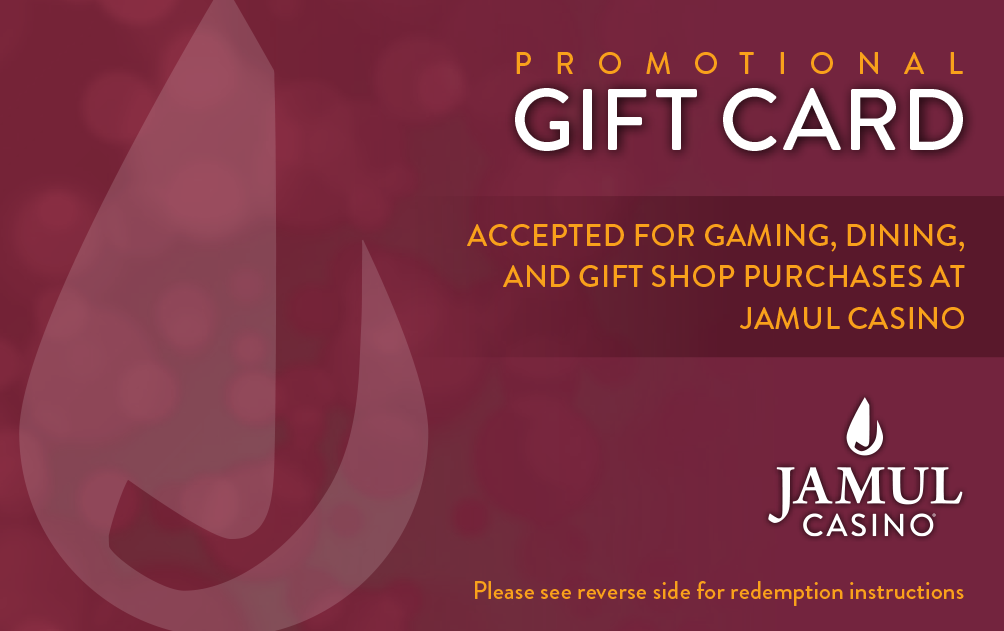 PROMOTIONAL
GIFT CARD
ACCEPTED FOR GAMING, DINING,
AND GIFT SHOP PURCHASES AT
JAMUL CASINO
JAMUL
CASINO
Please see reverse side for redemption instructions